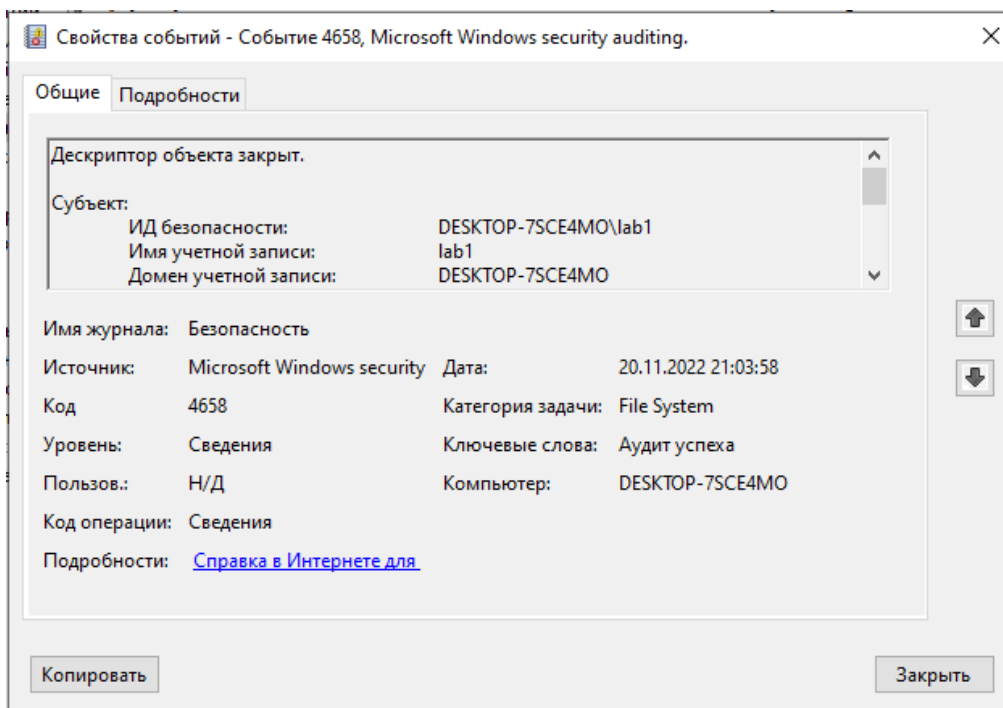 Свойства событий - Событие 4658, Microsoft Windows security auditing.
Общие Подробности
Дескриптор объекта закрыт.
Субъект:
ИД безопасности: DESKTOP-7SCE4MO\lab1
Имя учетной записи: lab1
Домен учетной записи: DESKTOP-7SCE4MO
Имя журнала: Безопасность
Источник: Microsoft Windows security Дата: 20.11.2022 21:03:58
Код 4658 Категория задачи: File System
Уровень: Сведения Ключевые слова: Аудит успеха
Пользов.: Н/Д Компьютер: DESKTOP-7SCE4MO
Код операции: Сведения
Подробности: Справка в Интернете для
Копировать Закрыть